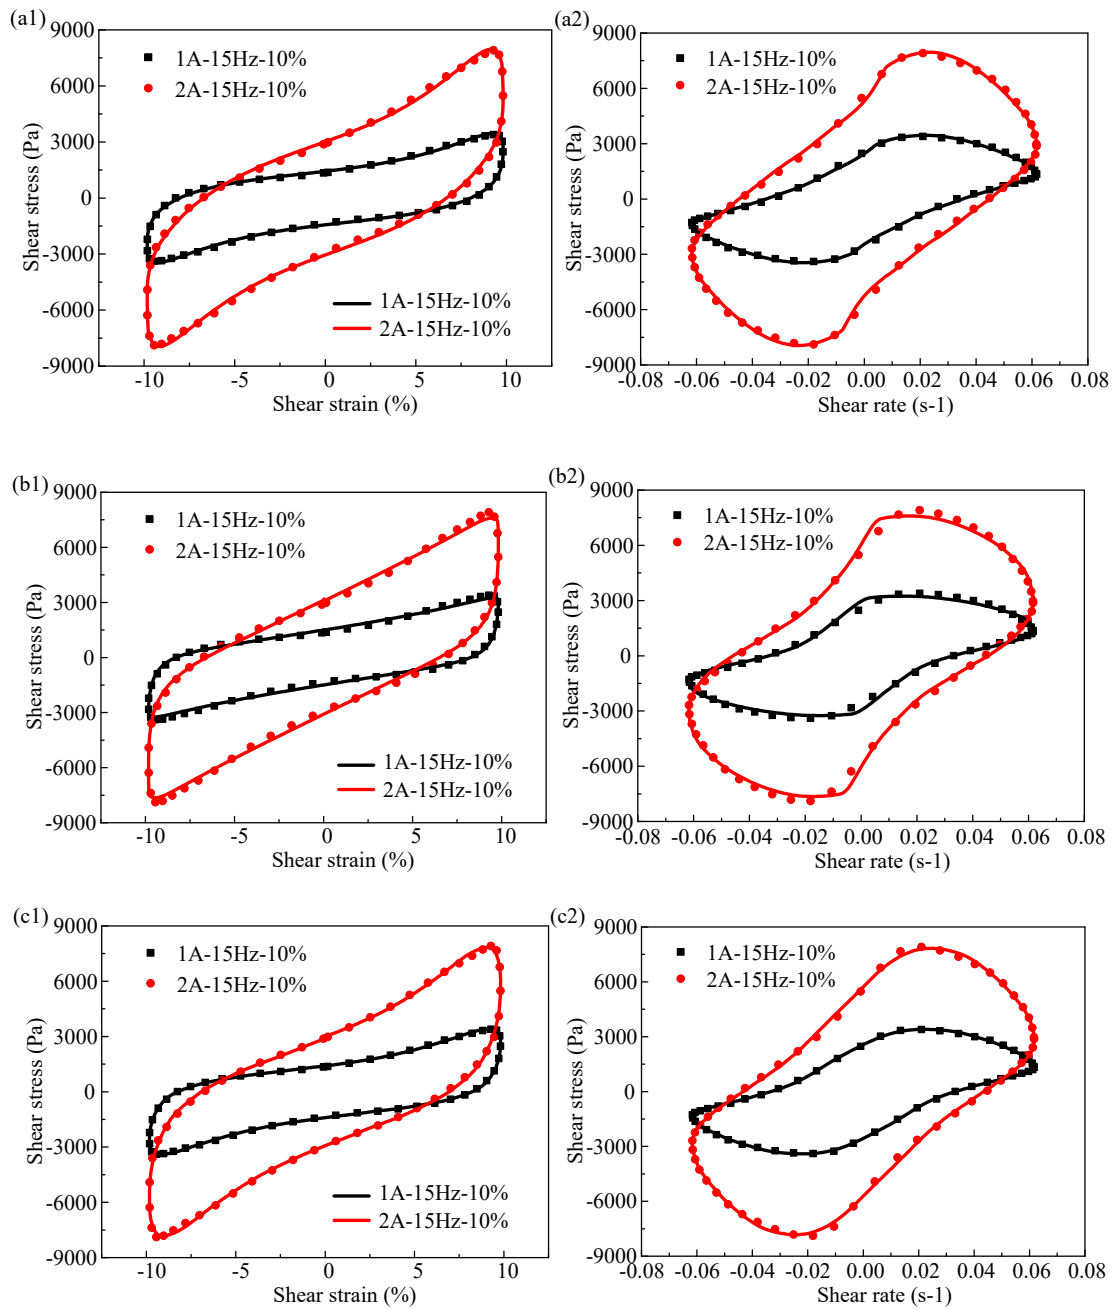 (a1)
9000
6000
3000
0
-3000
-6000
-9000
Shear stress (Pa)
1A-15Hz-10%
2A-15Hz-10%
1A-15Hz-10%
2A-15Hz-10%
-10 -5 0 5 10
Shear strain (%)
(a2)
9000
6000
3000
0
-3000
-6000
-9000
Shear stress (Pa)
1A-15Hz-10%
2A-15Hz-10%
-0.08 -0.06 -0.04 -0.02 0.00 0.02 0.04 0.06 0.08
Shear rate (s-1)
(b1)
9000
6000
3000
0
-3000
-6000
-9000
Shear stress (Pa)
1A-15Hz-10%
2A-15Hz-10%
1A-15Hz-10%
2A-15Hz-10%
-10 -5 0 5 10
Shear strain (%)
(b2)
9000
6000
3000
0
-3000
-6000
-9000
Shear stress (Pa)
1A-15Hz-10%
2A-15Hz-10%
-0.08 -0.06 -0.04 -0.02 0.00 0.02 0.04 0.06 0.08
Shear rate (s-1)
(c1)
9000
6000
3000
0
-3000
-6000
-9000
Shear stress (Pa)
1A-15Hz-10%
2A-15Hz-10%
1A-15Hz-10%
2A-15Hz-10%
-10 -5 0 5 10
Shear strain (%)
(c2)
9000
6000
3000
0
-3000
-6000
-9000
Shear stress (Pa)
1A-15Hz-10%
2A-15Hz-10%
-0.08 -0.06 -0.04 -0.02 0.00 0.02 0.04 0.06 0.08
Shear rate (s-1)